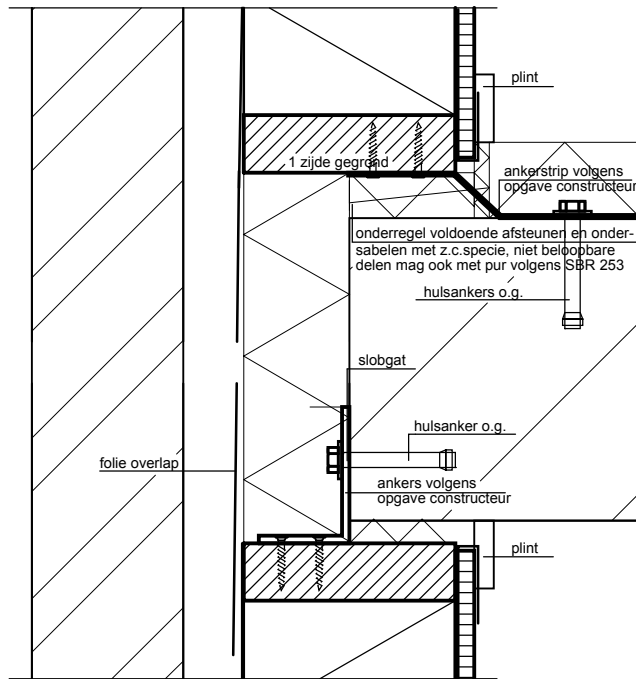 plint
1 zijde gegrond
ankerstrip volgens
opgave constructeur
onderregel voldoende afsteunen en onder-
sabelen met z.c.specie, niet beloopbare
delen mag ook met pur volgens SBR 253
hulsankers o.g.
slobgat
hulsanker o.g.
folie overlap
ankers volgens
opgave constructeur
plint